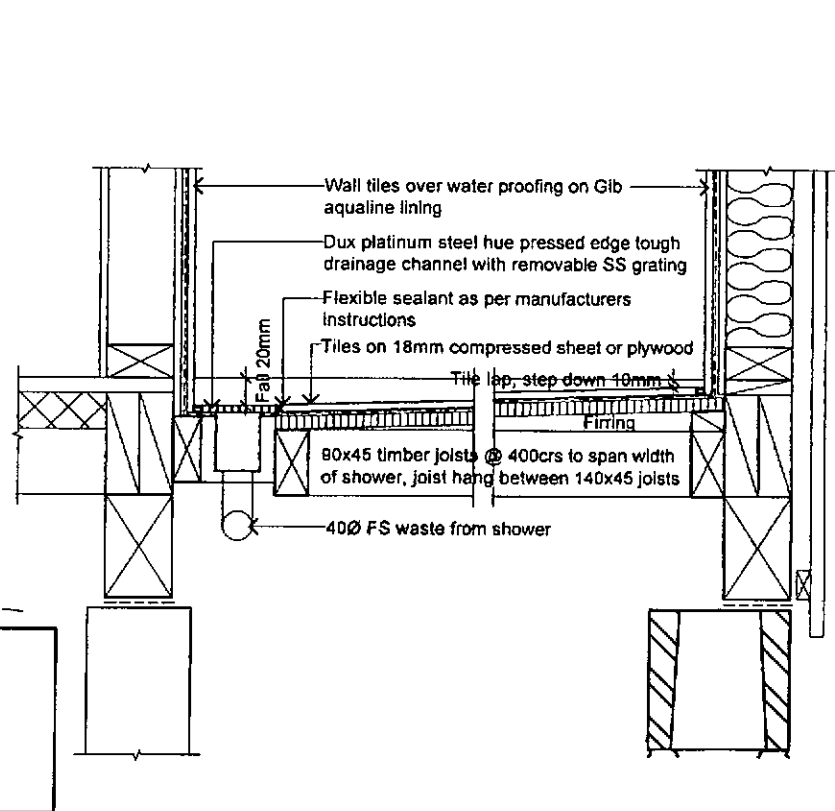 Wall tiles over water proofing on Gib
aqualine lining
Dux platinum steel hue pressed edge tough
drainage channel with removable SS grating
Flexible sealant as per manufacturers
instructions
Tiles on 18mm compressed sheet or plywood
Fall 20mm
Tile lap, step down 10mm
Firring
90x45 timber joists @ 400crs to span width
of shower, joist hang between 140x45 joists
40Ø FS waste from shower